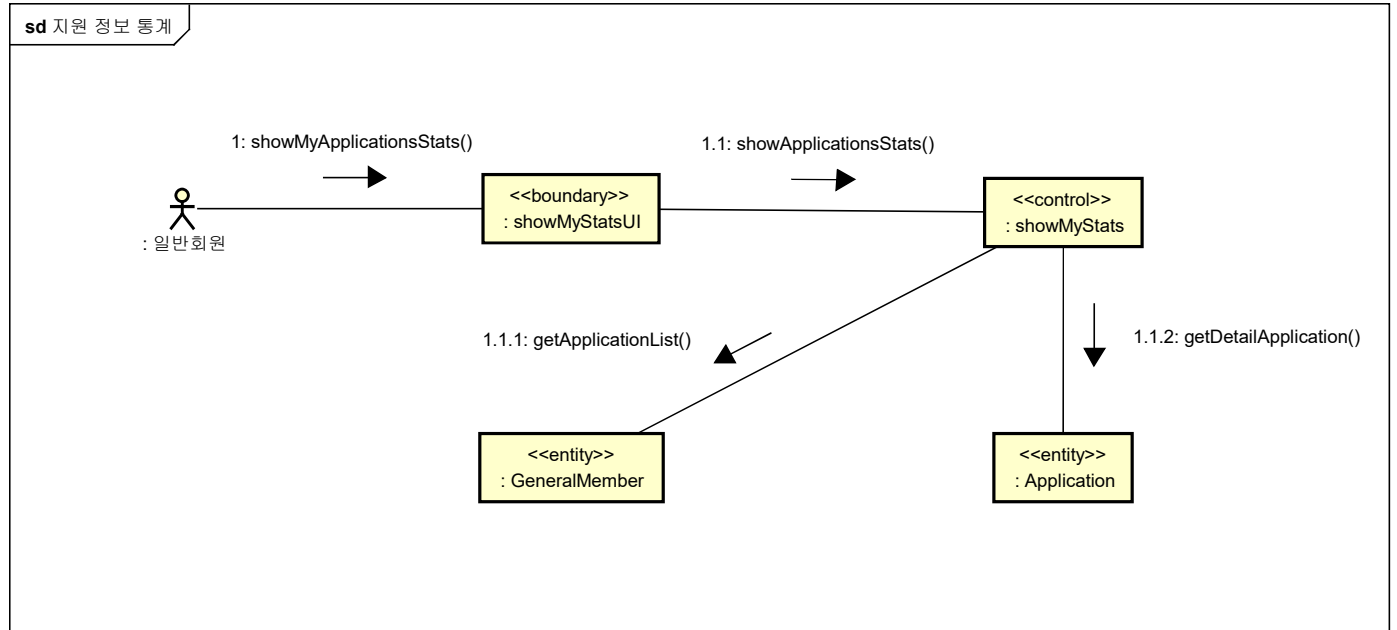 sd 지원 정보 통계
1: showMyApplicationsStats()
1.1: showApplicationsStats()
<<boundary>>
: showMyStatsUI
<<control>>
: showMyStats
: 일반회원
1.1.1: getApplicationList()
1.1.2: getDetailApplication()
<<entity>>
: GeneralMember
<<entity>>
: Application